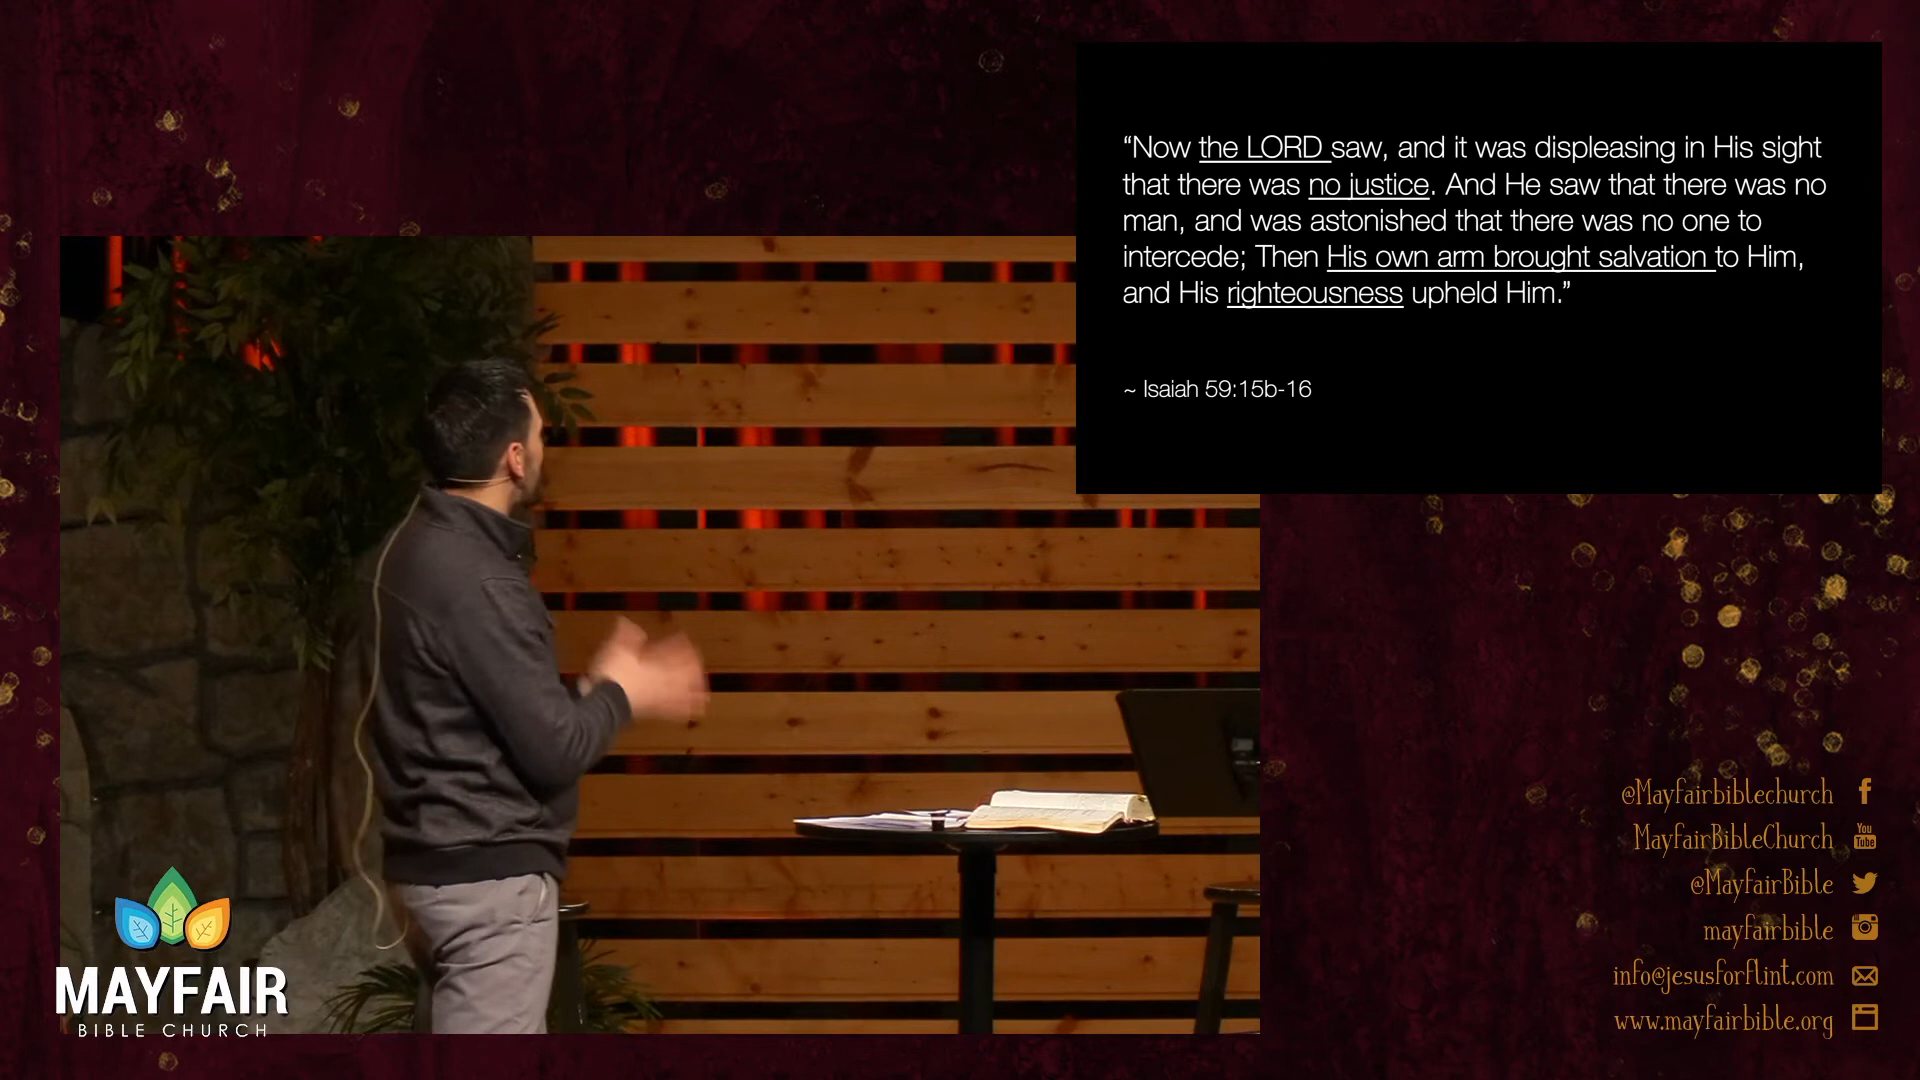 “Now the LORD saw, and it was displeasing in His sight
that there was no justice. And He saw that there was no
man, and was astonished that there was no one to
intercede; Then His own arm brought salvation to Him,
and His righteousness upheld Him.”
~ Isaiah 59:15b-16
@Mayfairbiblechurch
f
MayfairBibleChurch
You
Tube
@MayfairBible
mayfairbible
info@jesusforflint.com
www.mayfairbible.org
MAYFAIR
BIBLE CHURCH